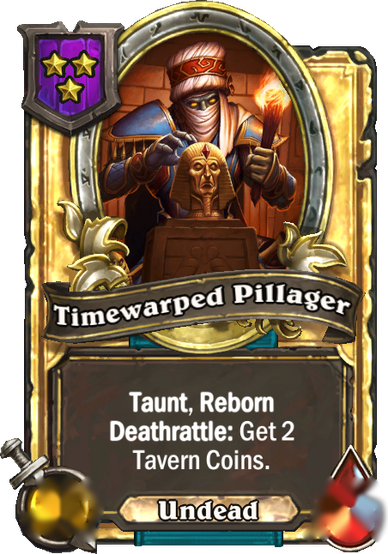 Timewarped Pillager
Taunt, Reborn
Deathrattle: Get 2
Tavern Coins.
Undead